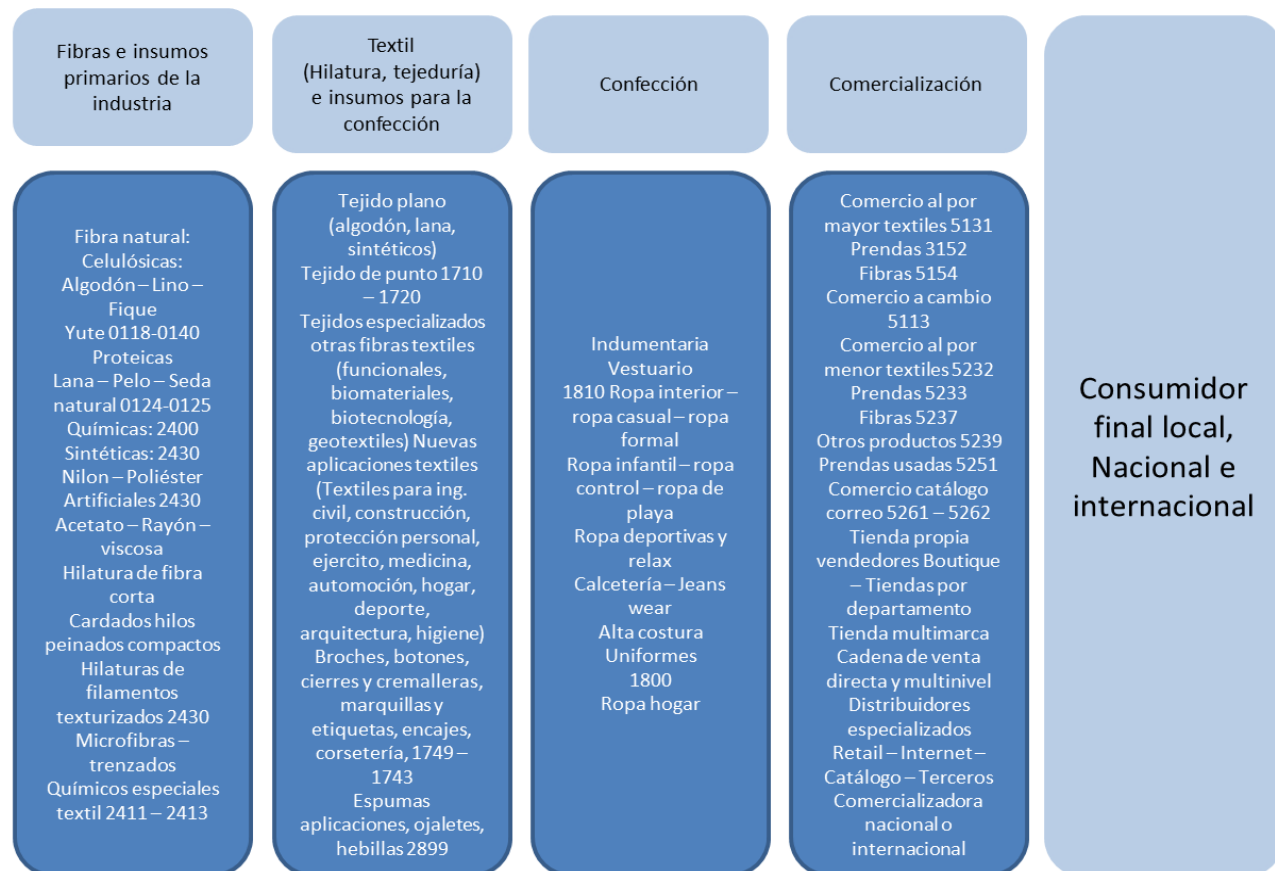 Fibras e insumos
primarios de la
industria
Textil
(Hilatura, tejeduría)
e insumos para la
confección
Confección
Comercialización
Fibra natural:
Celulósicas:
Algodón – Lino –
Fique
Yute 0118-0140
Proteicas
Lana – Pelo – Seda
natural 0124-0125
Químicas: 2400
Sintéticas: 2430
Nilon – Poliéster
Artificiales 2430
Acetato – Rayón –
viscosa
Hilatura de fibra
corta
Cardados hilos
peinados compactos
Hilaturas de
filamentos
texturizados 2430
Microfibras –
trenzados
Químicos especiales
textil 2411 – 2413
Tejido plano
(algodón, lana,
sintéticos)
Tejido de punto 1710
– 1720
Tejidos especializados
otras fibras textiles
(funcionales,
biomateriales,
biotecnología,
geotextiles) Nuevas
aplicaciones textiles
(Textiles para ing.
civil, construcción,
protección personal,
ejercito, medicina,
automoción, hogar,
deporte,
arquitectura, higiene)
Broches, botones,
cierres y cremalleras,
marquillas y
etiquetas, encajes,
corsetería, 1749 –
1743
Espumas
aplicaciones, ojaletes,
hebillas 2899
Indumentaria
Vestuario
1810 Ropa interior –
ropa casual – ropa
formal
Ropa infantil – ropa
control – ropa de
playa
Ropa deportivas y
relax
Calcetería – Jeans
wear
Alta costura
Uniformes
1800
Ropa hogar
Comercio al por
mayor textiles 5131
Prendas 3152
Fibras 5154
Comercio a cambio
5113
Comercio al por
menor textiles 5232
Prendas 5233
Fibras 5237
Otros productos 5239
Prendas usadas 5251
Comercio catálogo
correo 5261 – 5262
Tienda propia
vendedores Boutique
– Tiendas por
departamento
Tienda multimarca
Cadena de venta
directa y multinivel
Distribuidores
especializados
Retail – Internet –
Catálogo – Terceros
Comercializadora
nacional o
internacional
Consumidor
final local,
Nacional e
internacional